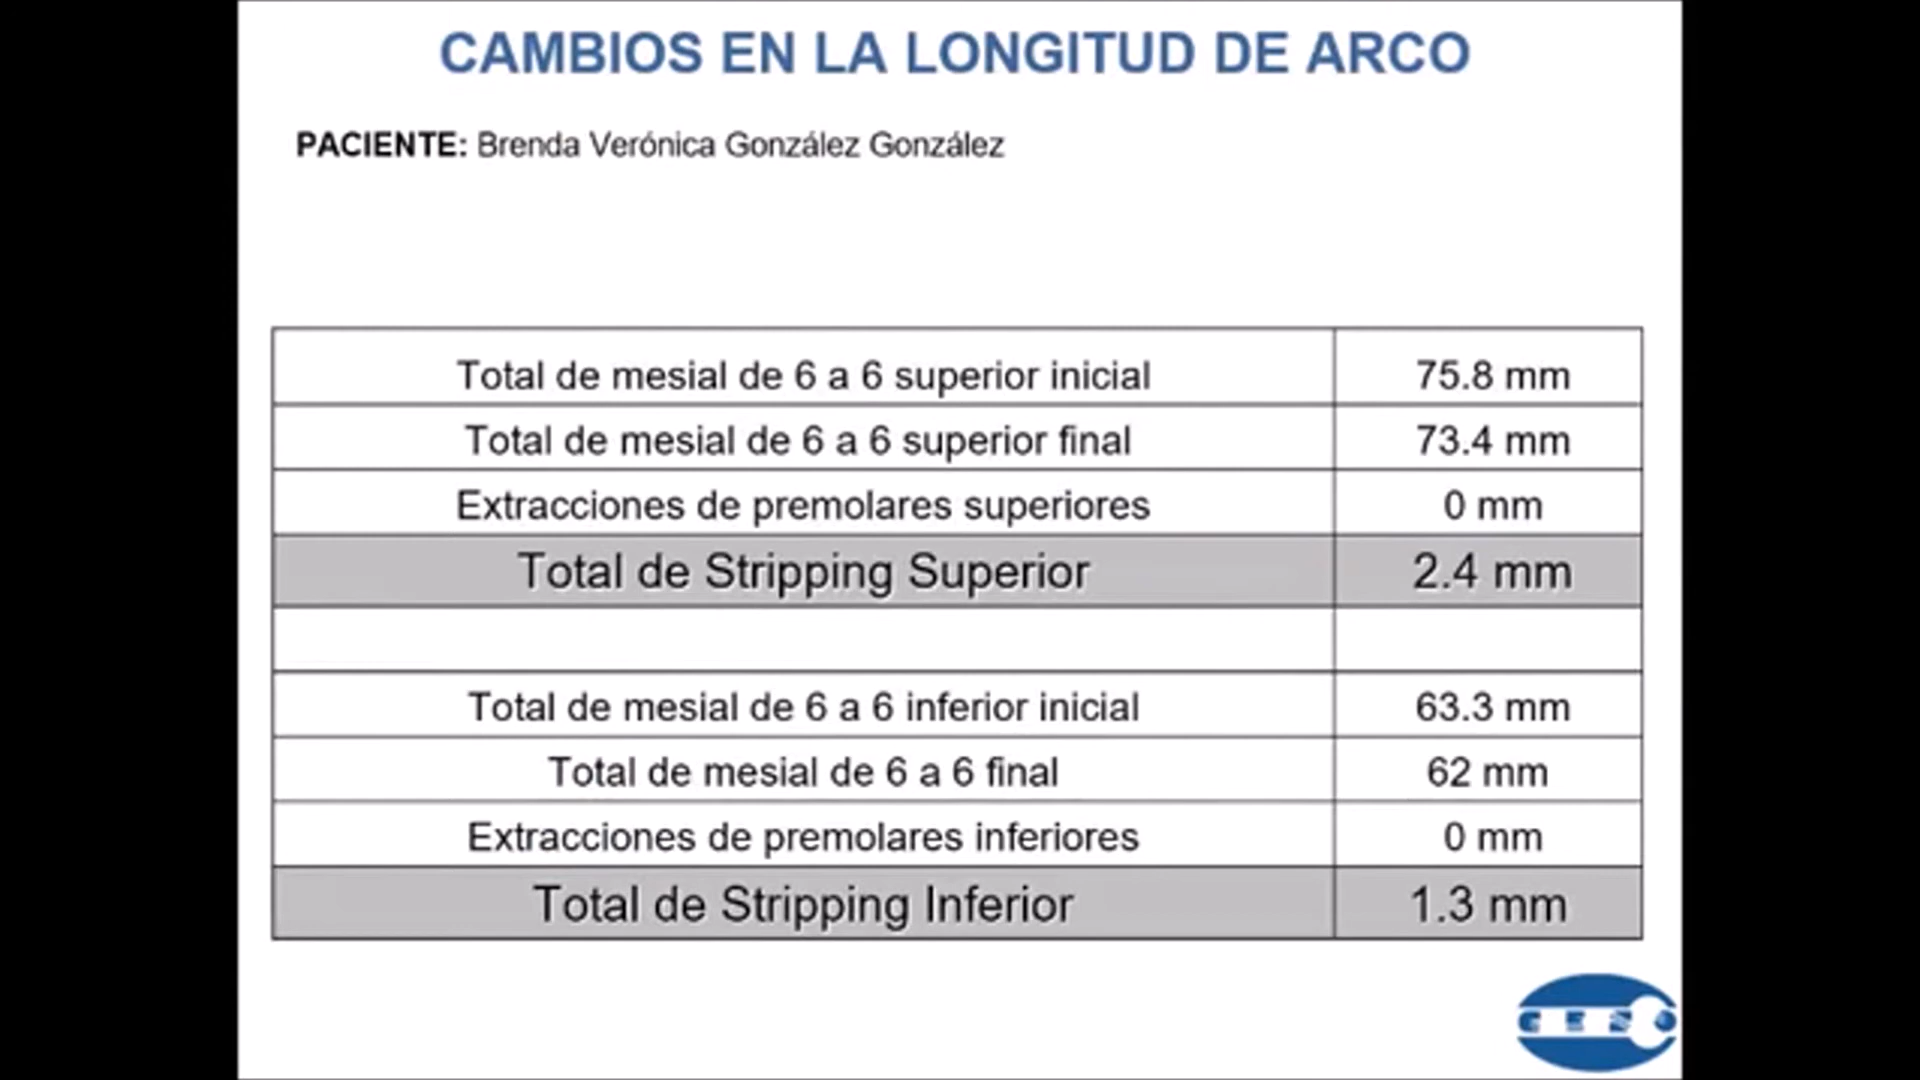 CAMBIOS EN LA LONGITUD DE ARCO
PACIENTE: Brenda Verónica González González
Total de mesial de 6 a 6 superior inicial 75.8 mm
Total de mesial de 6 a 6 superior final 73.4 mm
Extracciones de premolares superiores 0 mm
Total de Stripping Superior 2.4 mm
Total de mesial de 6 a 6 inferior inicial 63.3 mm
Total de mesial de 6 a 6 final 62 mm
Extracciones de premolares inferiores 0 mm
Total de Stripping Inferior 1.3 mm